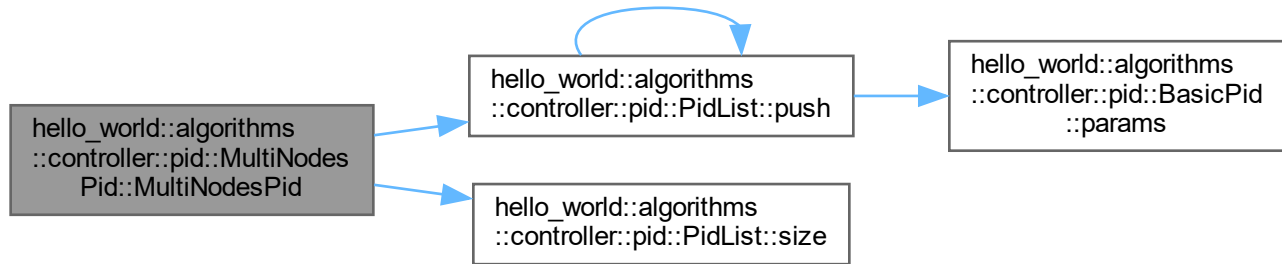 hello_world::algorithms
::controller::pid::MultiNodes
Pid::MultiNodesPid
hello_world::algorithms
::controller::pid::PidList::push
hello_world::algorithms
::controller::pid::BasicPid
::params
hello_world::algorithms
::controller::pid::PidList::size